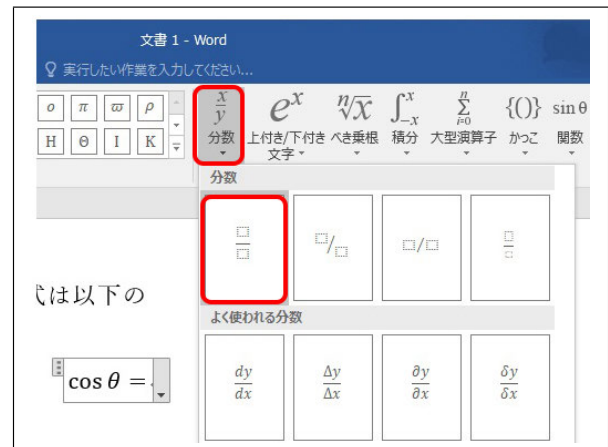 文書 1 - Word
実行したい作業を入力してください...
ο π ϖ ρ
Η Θ Ι Κ
x/y e^x ⁿ√x ∫_{-x}^{x} Σ_{i=0}^{n} {()} sin θ
分数 上付き/下付き文字 べき乗根 積分 大型演算子 かっこ 関数
分数
□/□ □/□ □/□ □/□
式は以下の
よく使われる分数
cos θ =
dy/dx Δy/Δx ∂y/∂x δy/δx